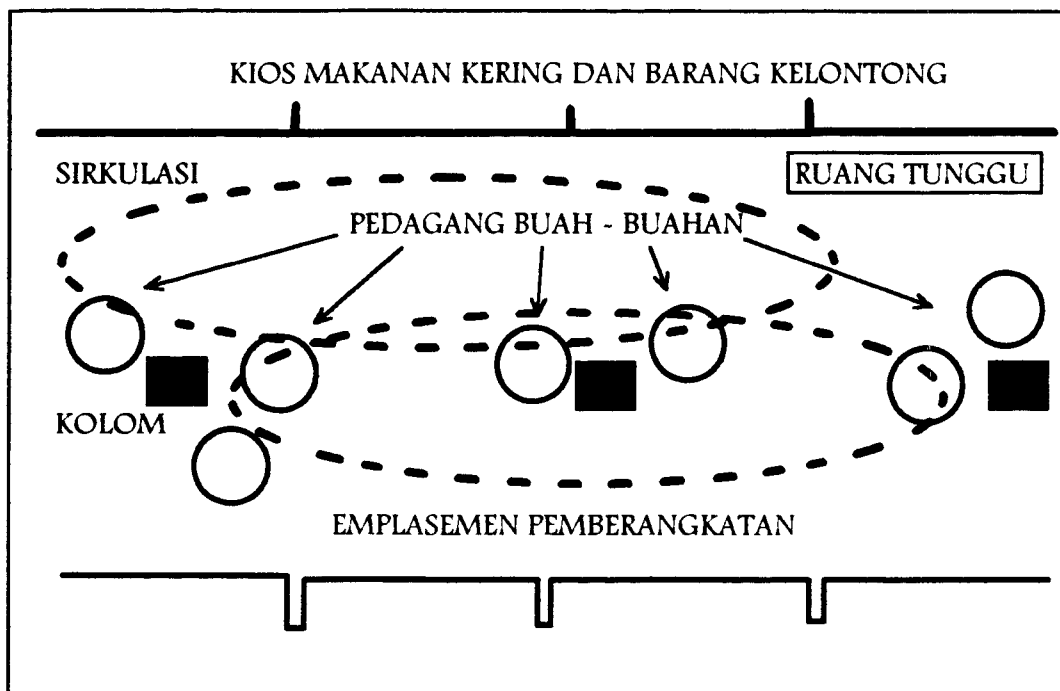 KIOS MAKANAN KERING DAN BARANG KELONTONG
SIRKULASI
RUANG TUNGGU
PEDAGANG BUAH - BUAHAN
KOLOM
EMPLASEMEN PEMBERANGKATAN